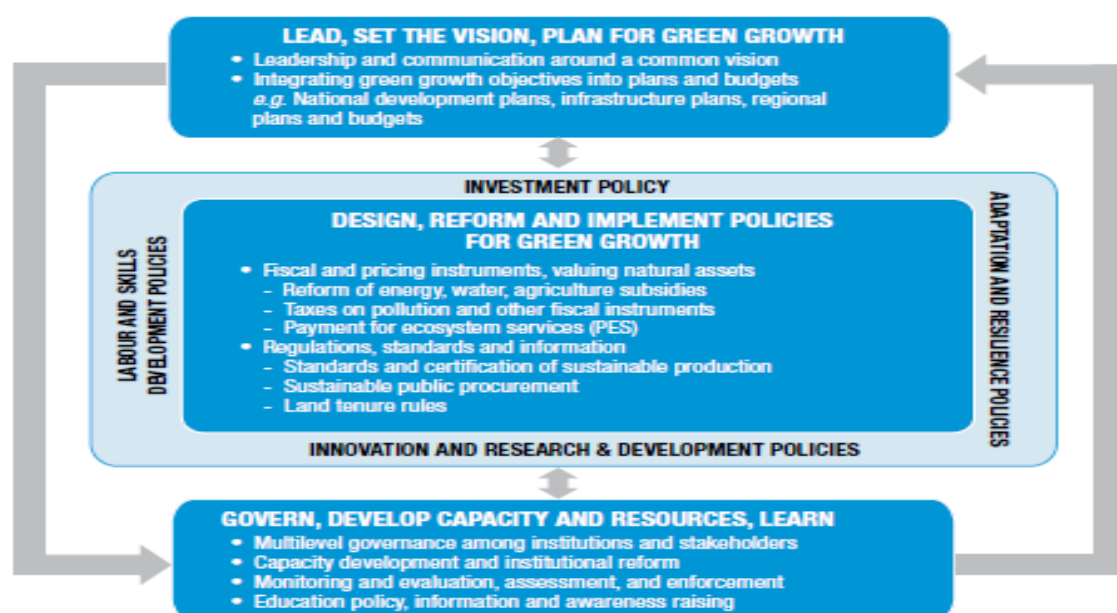 LEAD, SET THE VISION, PLAN FOR GREEN GROWTH
• Leadership and communication around a common vision
• Integrating green growth objectives into plans and budgets
e.g. National development plans, infrastructure plans, regional
plans and budgets
INVESTMENT POLICY
LABOUR AND SKILLS
DEVELOPMENT POLICIES
DESIGN, REFORM AND IMPLEMENT POLICIES
FOR GREEN GROWTH
• Fiscal and pricing instruments, valuing natural assets
– Reform of energy, water, agriculture subsidies
– Taxes on pollution and other fiscal instruments
– Payment for ecosystem services (PES)
• Regulations, standards and information
– Standards and certification of sustainable production
– Sustainable public procurement
– Land tenure rules
ADAPTATION AND RESILIENCE POLICIES
INNOVATION AND RESEARCH & DEVELOPMENT POLICIES
GOVERN, DEVELOP CAPACITY AND RESOURCES, LEARN
• Multilevel governance among institutions and stakeholders
• Capacity development and institutional reform
• Monitoring and evaluation, assessment, and enforcement
• Education policy, information and awareness raising